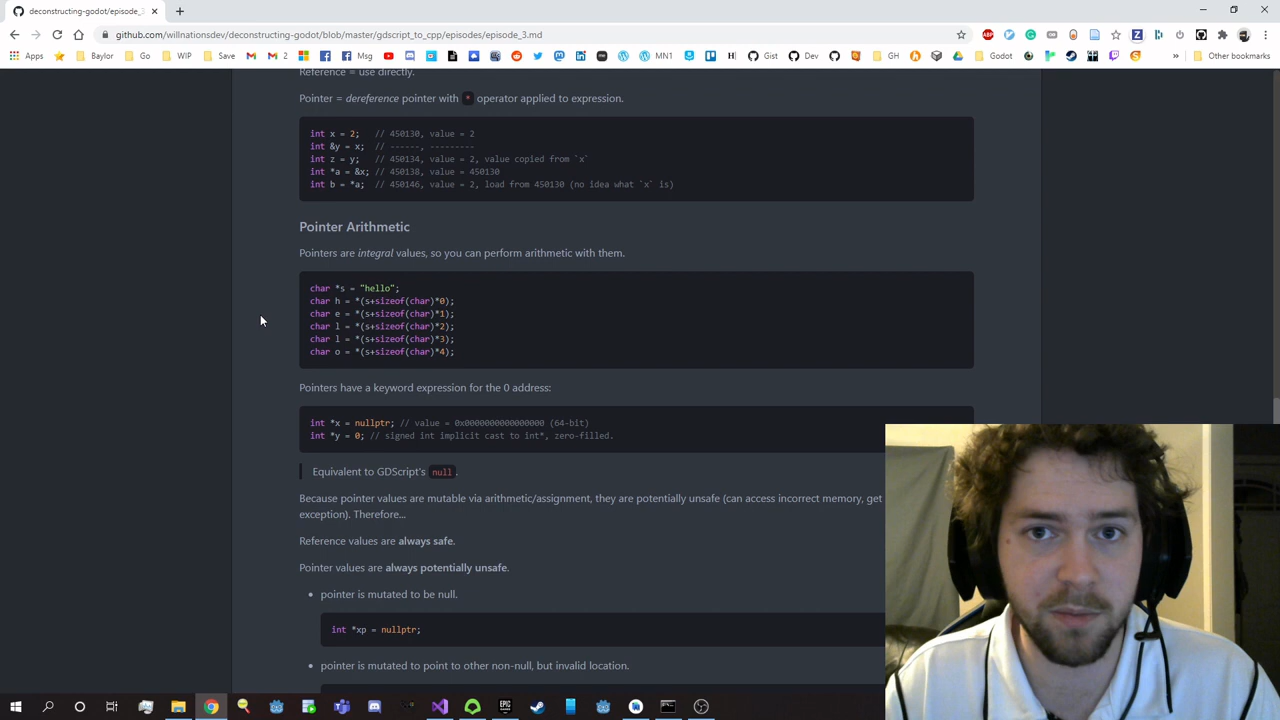 deconstructing-godot/episode_3
github.com/willnationsdev/deconstructing-godot/blob/master/gdscript_to_cpp/episodes/episode_3.md
Apps Baylor Go WIP Save M 2 Msg MN1 Gist Dev GH Godot » Other bookmarks
Reference = use directly.
Pointer = dereference pointer with * operator applied to expression.
int x = 2;   // 450130, value = 2
int &y = x;  // ------, ---------
int z = y;   // 450134, value = 2, value copied from `x`
int *a = &x; // 450138, value = 450130
int b = *a;  // 450146, value = 2, load from 450130 (no idea what `x` is)
Pointer Arithmetic
Pointers are integral values, so you can perform arithmetic with them.
char *s = "hello";
char h = *(s+sizeof(char)*0);
char e = *(s+sizeof(char)*1);
char l = *(s+sizeof(char)*2);
char l = *(s+sizeof(char)*3);
char o = *(s+sizeof(char)*4);
Pointers have a keyword expression for the 0 address:
int *x = nullptr; // value = 0x0000000000000000 (64-bit)
int *y = 0; // signed int implicit cast to int*, zero-filled.
Equivalent to GDScript's null.
Because pointer values are mutable via arithmetic/assignment, they are potentially unsafe (can access incorrect memory, get
exception). Therefore...
Reference values are always safe.
Pointer values are always potentially unsafe.
• pointer is mutated to be null.
int *xp = nullptr;
• pointer is mutated to point to other non-null, but invalid location.